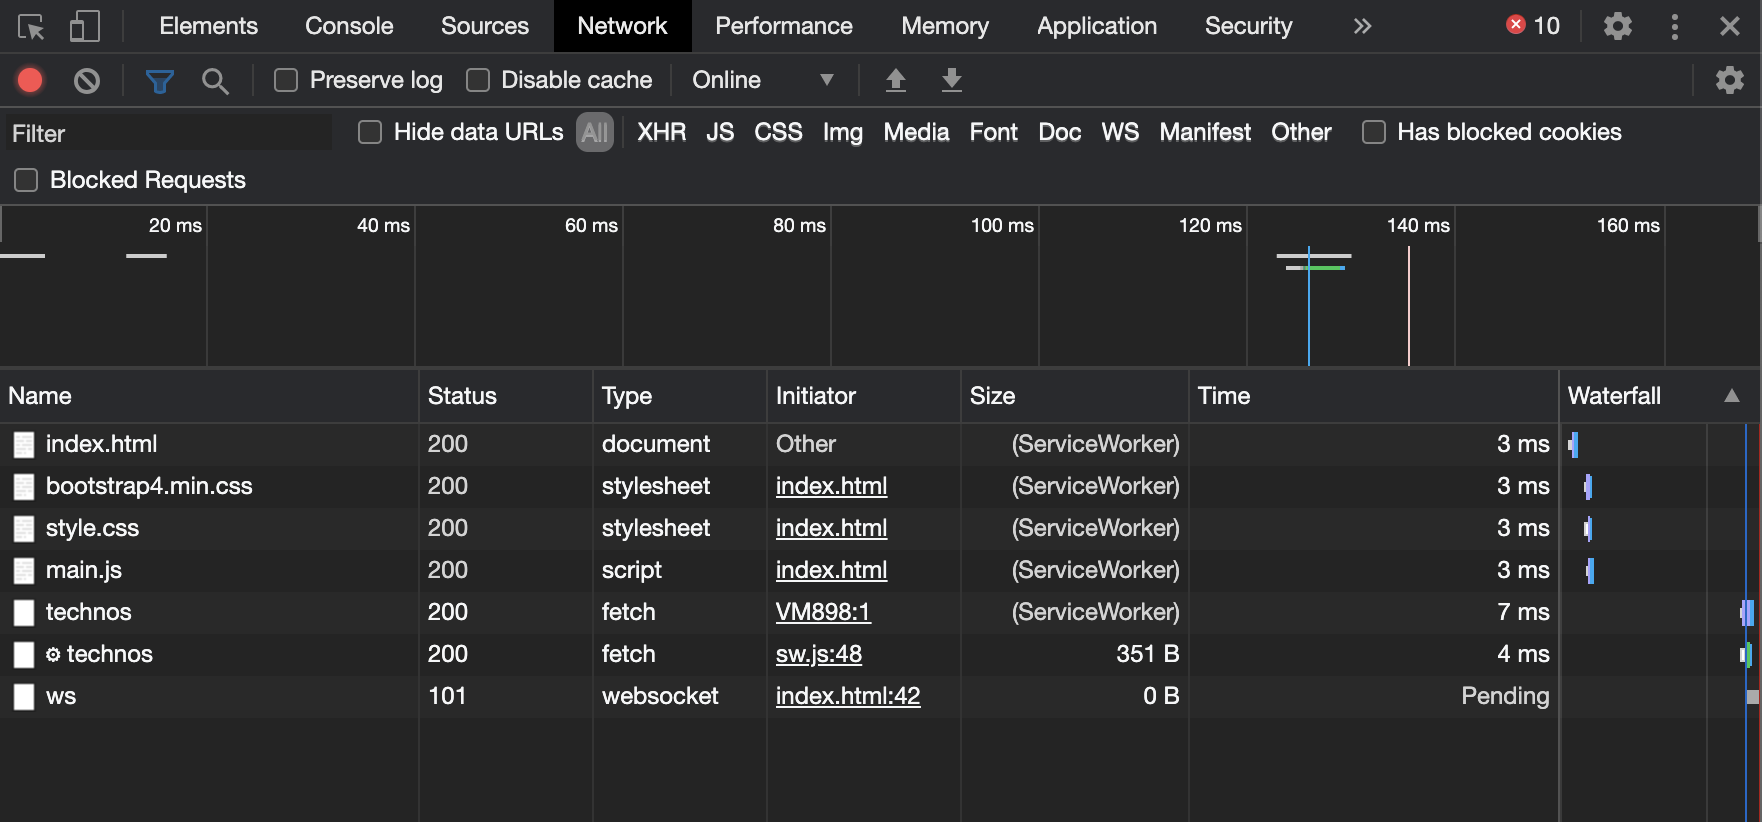 Elements Console Sources Network Performance Memory Application Security » 10
Preserve log Disable cache Online
Filter Hide data URLs All XHR JS CSS Img Media Font Doc WS Manifest Other Has blocked cookies
Blocked Requests
20 ms 40 ms 60 ms 80 ms 100 ms 120 ms 140 ms 160 ms
Name Status Type Initiator Size Time Waterfall
index.html 200 document Other (ServiceWorker) 3 ms
bootstrap4.min.css 200 stylesheet index.html (ServiceWorker) 3 ms
style.css 200 stylesheet index.html (ServiceWorker) 3 ms
main.js 200 script index.html (ServiceWorker) 3 ms
technos 200 fetch VM898:1 (ServiceWorker) 7 ms
technos 200 fetch sw.js:48 351 B 4 ms
ws 101 websocket index.html:42 0 B Pending